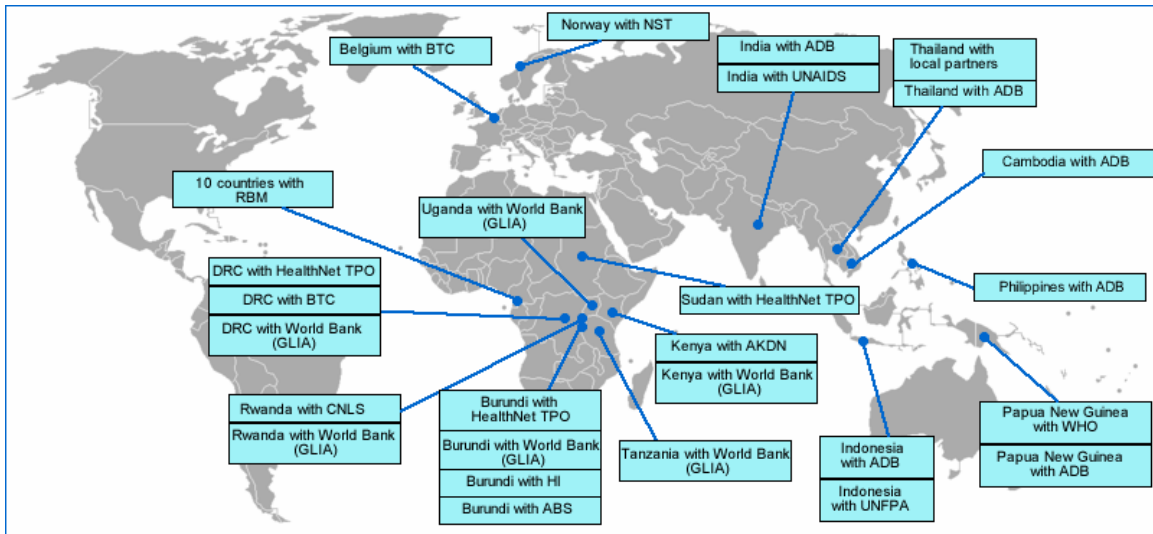 Norway with NST
Belgium with BTC
India with ADB
India with UNAIDS
Thailand with
local partners
Thailand with ADB
Cambodia with ADB
10 countries with
RBM
Uganda with World Bank
(GLIA)
DRC with HealthNet TPO
DRC with BTC
DRC with World Bank
(GLIA)
Sudan with HealthNet TPO
Philippines with ADB
Kenya with AKDN
Kenya with World Bank
(GLIA)
Rwanda with CNLS
Rwanda with World Bank
(GLIA)
Burundi with
HealthNet TPO
Burundi with World Bank
(GLIA)
Burundi with HI
Burundi with ABS
Tanzania with World Bank
(GLIA)
Indonesia
with ADB
Indonesia
with UNFPA
Papua New Guinea
with WHO
Papua New Guinea
with ADB